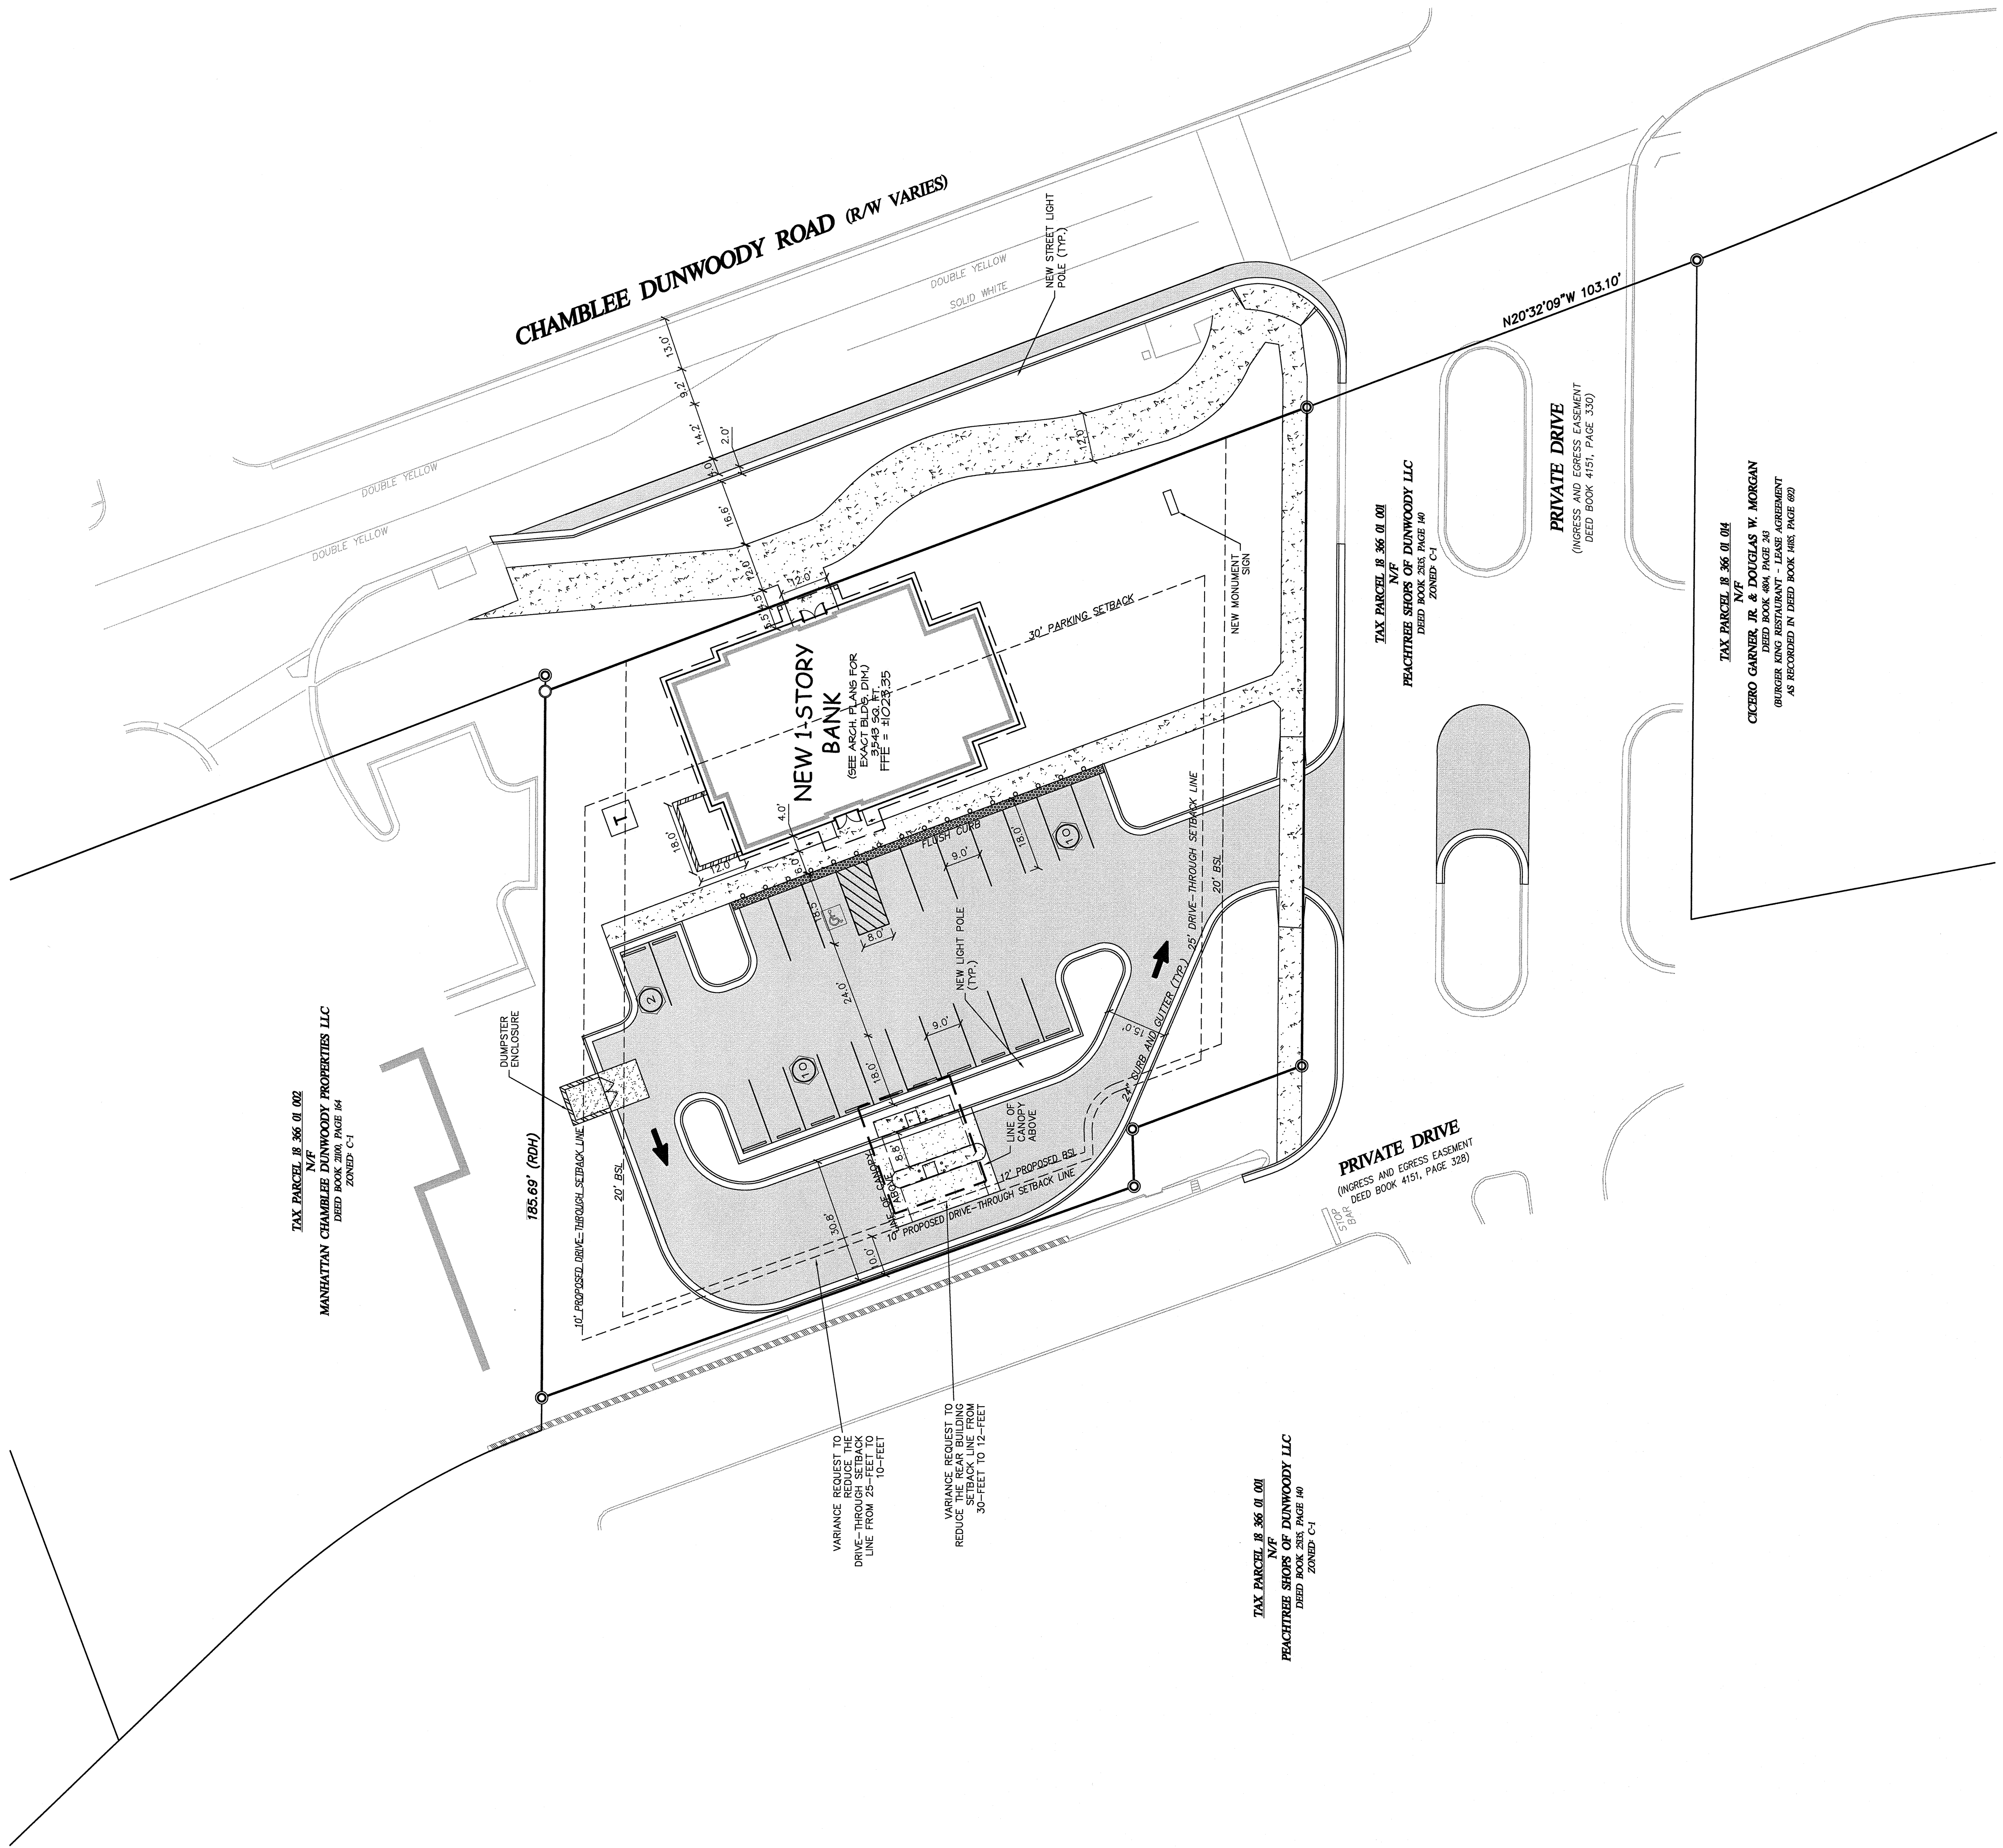 CHAMBLEE DUNWOODY ROAD (R/W VARIES)
DOUBLE YELLOW
SOLID WHITE
DOUBLE YELLOW
DOUBLE YELLOW
NEW STREET LIGHT
POLE (TYP.)
N20°32'09"W 103.10'
13.0'
9.2'
14.2'
2.0'
16.6'
12.0'
12.0'
12.0'
PRIVATE DRIVE
(INGRESS AND EGRESS EASEMENT
DEED BOOK 4151, PAGE 330)
TAX PARCEL 18 366 01 001
N/F
PEACHTREE SHOPS OF DUNWOODY LLC
DEED BOOK 21035, PAGE 140
ZONED: C-1
TAX PARCEL 18 366 01 014
N/F
CICERO GARNER, JR. & DOUGLAS W. MORGAN
DEED BOOK 4804, PAGE 243
(BURGER KING RESTAURANT - LEASE AGREEMENT
AS RECORDED IN DEED BOOK 14185, PAGE 692)
NEW MONUMENT
SIGN
30' PARKING SETBACK
NEW 1-STORY
BANK
(SEE ARCH. PLANS FOR
EXACT BLDG. DIM.)
3,543 SQ. FT.
FFE = ±1023.35
T
18.0'
12.0'
4.0'
6.0'
FLUSH CURB
9.0'
18.0'
10
18.5'
8.0'
2
24.0'
10
9.0'
18.0'
NEW LIGHT POLE
(TYP.)
25' DRIVE-THROUGH SETBACK LINE
20' BSL
15.0'
24" SURB AND GUTTER (TYP.)
DUMPSTER
ENCLOSURE
185.69' (RDH)
10' PROPOSED DRIVE-THROUGH SETBACK LINE
20' BSL
8.8'
LINE OF CANOPY
ABOVE
LINE OF
CANOPY
ABOVE
12' PROPOSED BSL
10' PROPOSED DRIVE-THROUGH SETBACK LINE
30.8'
10.0'
TAX PARCEL 18 366 01 002
N/F
MANHATTAN CHAMBLEE DUNWOODY PROPERTIES LLC
DEED BOOK 21100, PAGE 164
ZONED: C-1
PRIVATE DRIVE
(INGRESS AND EGRESS EASEMENT
DEED BOOK 4151, PAGE 328)
STOP
BAR
VARIANCE REQUEST TO
REDUCE THE
DRIVE-THROUGH SETBACK
LINE FROM 25-FEET TO
10-FEET
VARIANCE REQUEST TO
REDUCE THE REAR BUILDING
SETBACK LINE FROM
30-FEET TO 12-FEET
TAX PARCEL 18 366 01 001
N/F
PEACHTREE SHOPS OF DUNWOODY LLC
DEED BOOK 21035, PAGE 140
ZONED: C-1